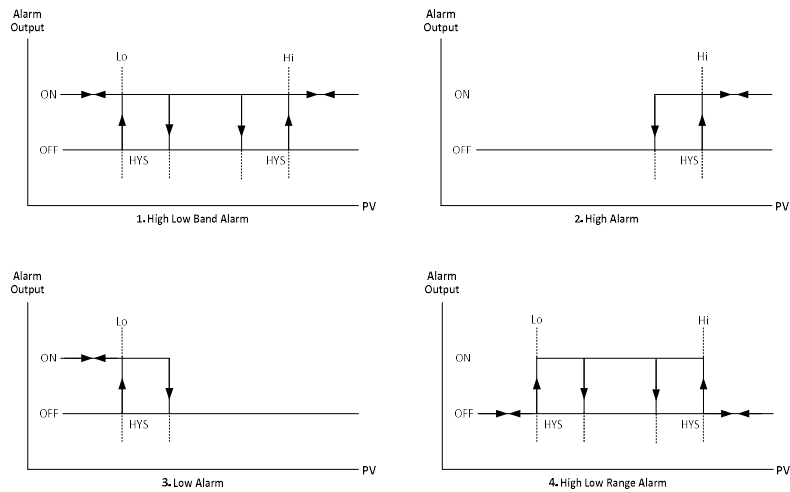 Alarm
Output
Lo
Hi
ON
OFF
HYS
HYS
PV
1. High Low Band Alarm
Alarm
Output
Hi
ON
OFF
HYS
PV
2. High Alarm
Alarm
Output
Lo
ON
OFF
HYS
PV
3. Low Alarm
Alarm
Output
Lo
Hi
ON
OFF
HYS
HYS
PV
4. High Low Range Alarm